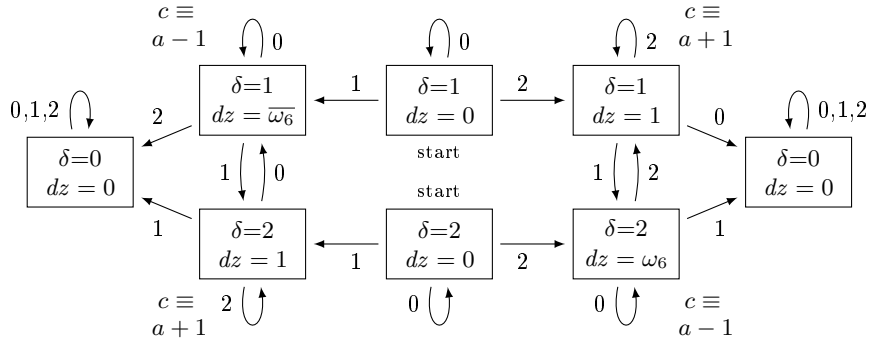 c ≡
a − 1
c ≡
a + 1
0
0
2
0,1,2
0,1,2
δ=1
dz = \overline{ω₆}
1
δ=1
dz = 0
2
δ=1
dz = 1
2
0
δ=0
dz = 0
start
δ=0
dz = 0
1
0
start
1
2
1
δ=2
dz = 1
1
δ=2
dz = 0
2
δ=2
dz = ω₆
1
c ≡
a + 1
2
0
0
c ≡
a − 1